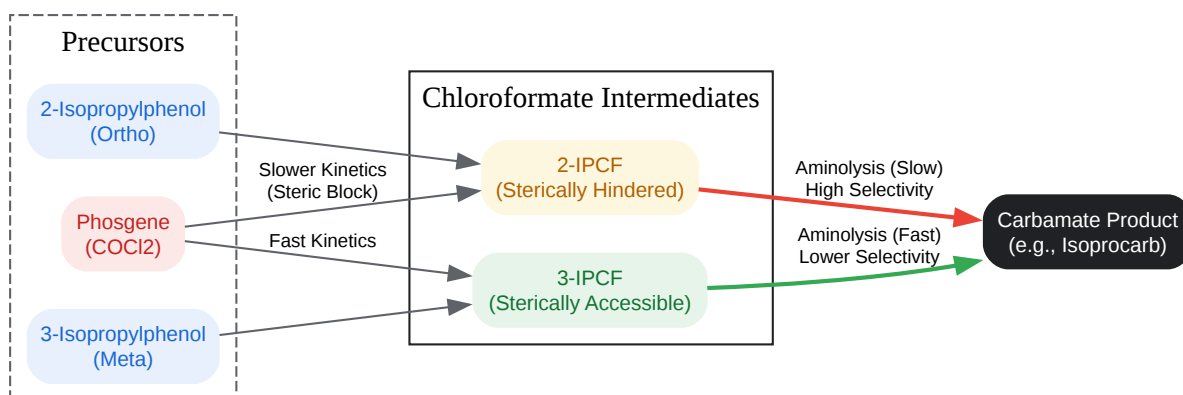 Precursors
2-Isopropylphenol
(Ortho)
Phosgene
(COCl2)
3-Isopropylphenol
(Meta)
Slower Kinetics
(Steric Block)
Fast Kinetics
Chloroformate Intermediates
2-IPCF
(Sterically Hindered)
3-IPCF
(Sterically Accessible)
Aminolysis (Slow)
High Selectivity
Aminolysis (Fast)
Lower Selectivity
Carbamate Product
(e.g., Isoprocarb)